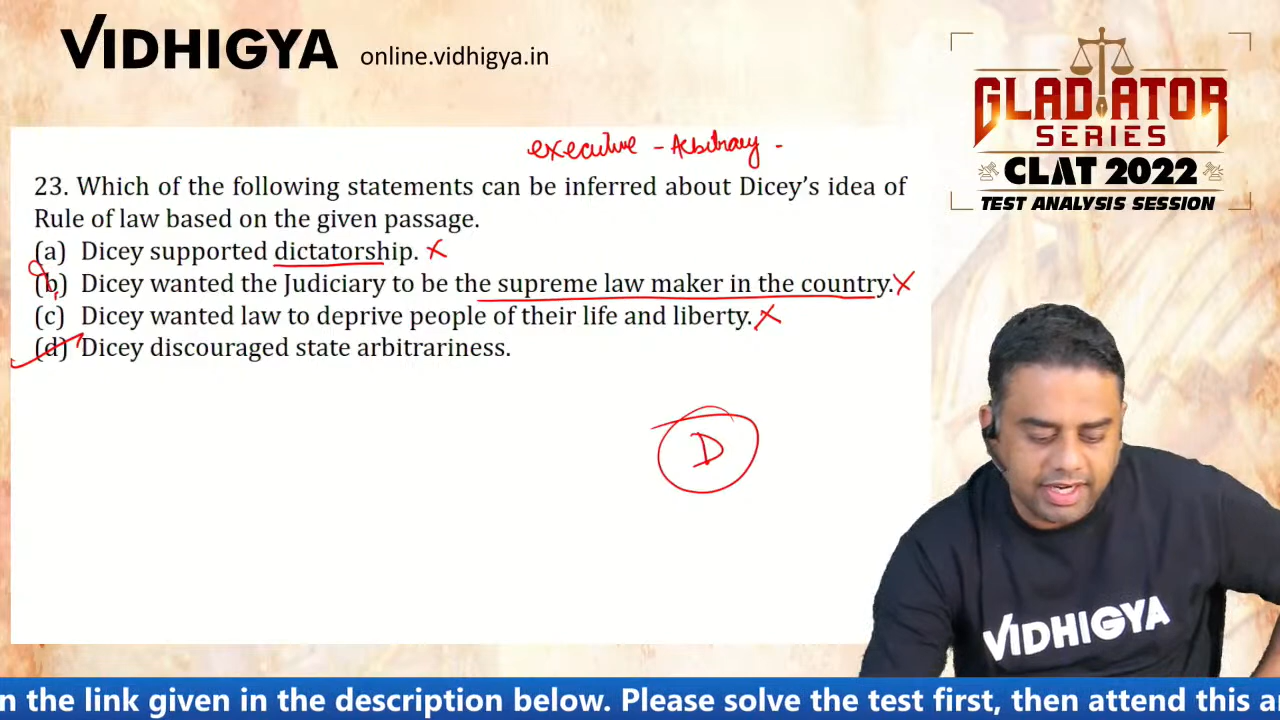 VIDHIGYA online.vidhigya.in
GLADIATOR
SERIES
CLAT 2022
TEST ANALYSIS SESSION
executive - Arbitrary -
23. Which of the following statements can be inferred about Dicey's idea of
Rule of law based on the given passage.
(a) Dicey supported dictatorship.
(b) Dicey wanted the Judiciary to be the supreme law maker in the country.
(c) Dicey wanted law to deprive people of their life and liberty.
(d) Dicey discouraged state arbitrariness.
D
VIDHIGYA
n the link given in the description below. Please solve the test first, then attend this a